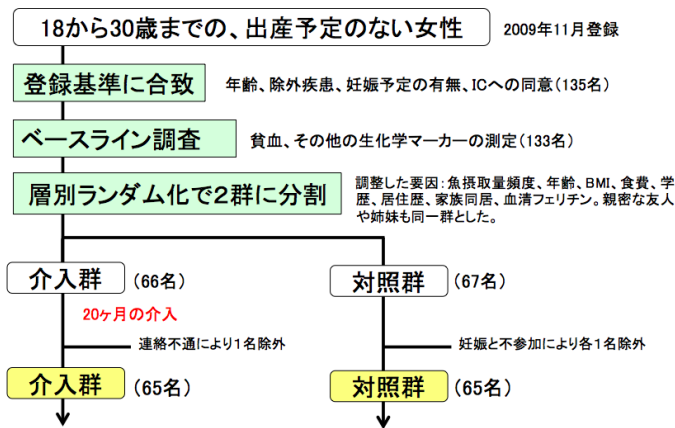 18から30歳までの、出産予定のない女性
2009年11月登録
登録基準に合致
年齢、除外疾患、妊娠予定の有無、ICへの同意(135名)
ベースライン調査
貧血、その他の生化学マーカーの測定(133名)
層別ランダム化で2群に分割
調整した要因:魚摂取量頻度、年齢、BMI、食費、学
歴、居住歴、家族同居、血清フェリチン。親密な友人
や姉妹も同一群とした。
介入群
(66名)
対照群
(67名)
20ヶ月の介入
連絡不通により1名除外
妊娠と不参加により各1名除外
介入群
(65名)
対照群
(65名)